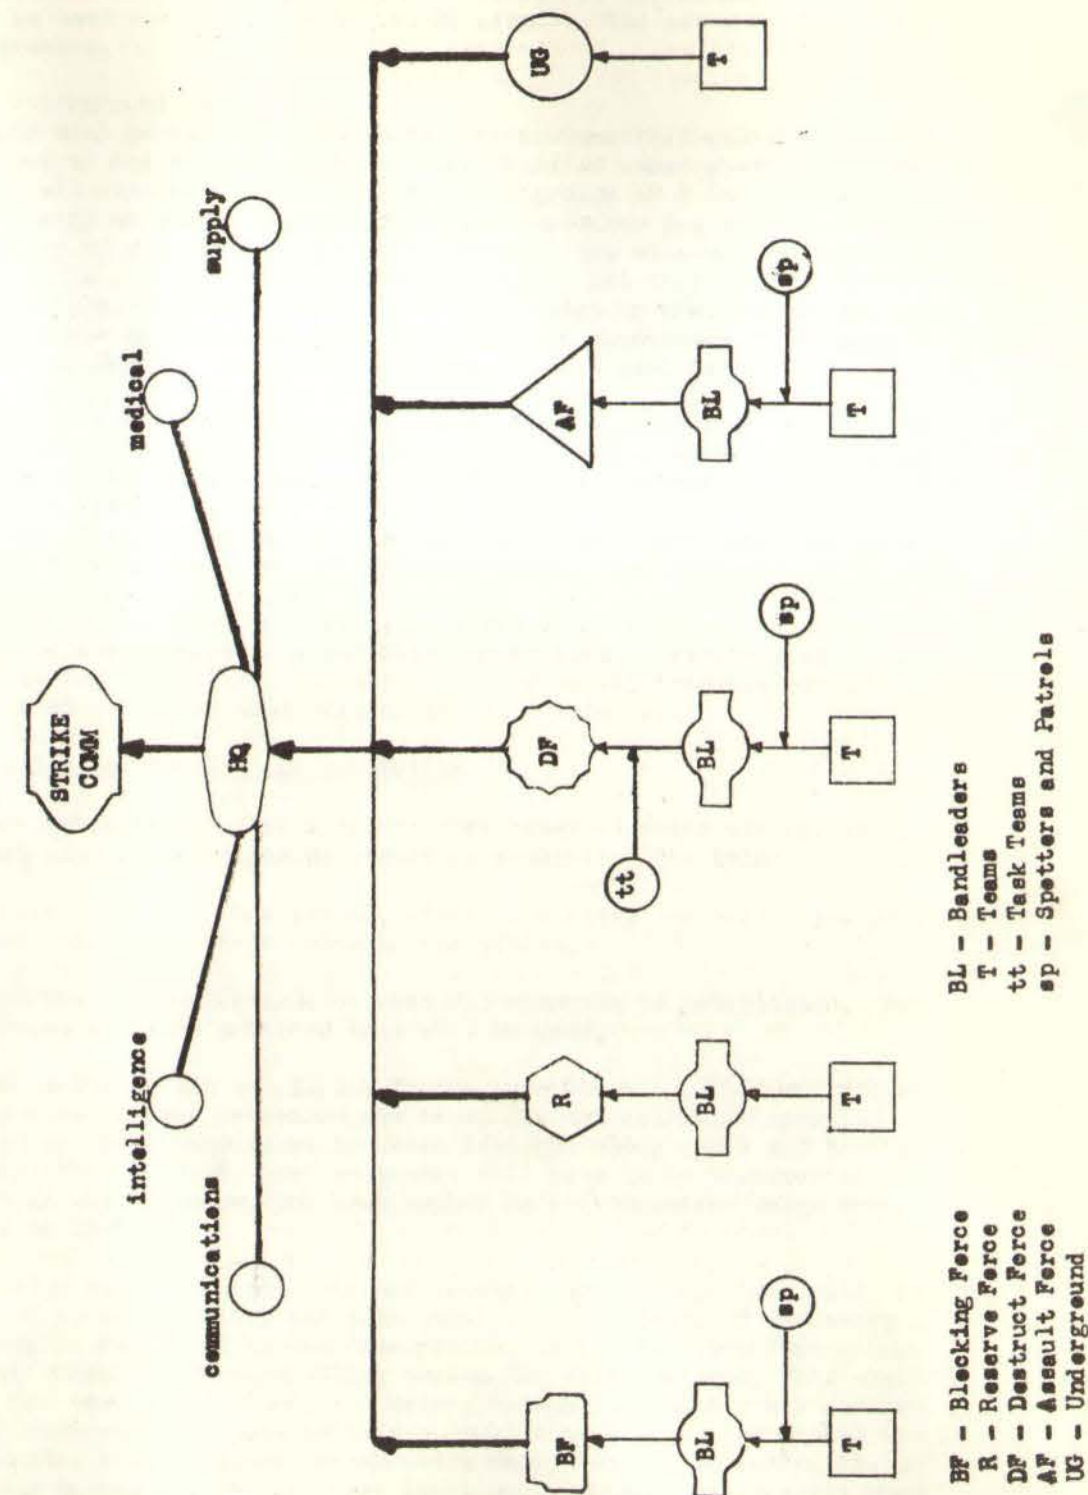 STRIKE
COMM
intelligence
medical
communications
supply
HQ
BF
R
DF
AF
UG
tt
BL
BL
BL
BL
T
sp
sp
sp
T
T
T
T
BF - Blocking Force
R - Reserve Force
DF - Destruct Force
AF - Assault Force
UG - Underground
BL - Bandleaders
T - Teams
tt - Task Teams
sp - Spotters and Patrols